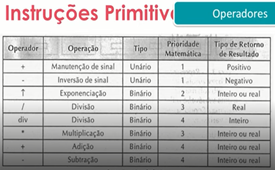 Instruções Primitiv
Operadores
Operador Operação Tipo Prioridade Matemática Tipo de Retorno de Resultado
+ Manutenção de sinal Unário 1 Positivo
- Inversão de sinal Unário 1 Negativo
↑ Exponenciação Binário 2 Inteiro ou real
/ Divisão Binário 3 Real
div Divisão Binário 4 Inteiro
* Multiplicação Binário 3 Inteiro ou real
+ Adição Binário 4 Inteiro ou real
- Subtração Binário 4 Inteiro ou real